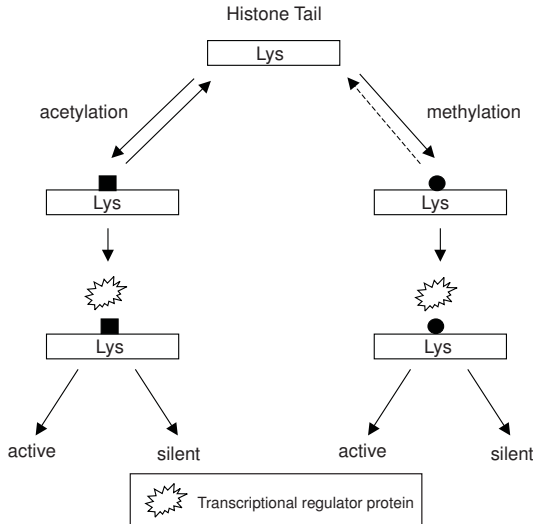 Histone Tail
Lys
acetylation methylation
Lys Lys
Lys Lys
active silent active silent
Transcriptional regulator protein